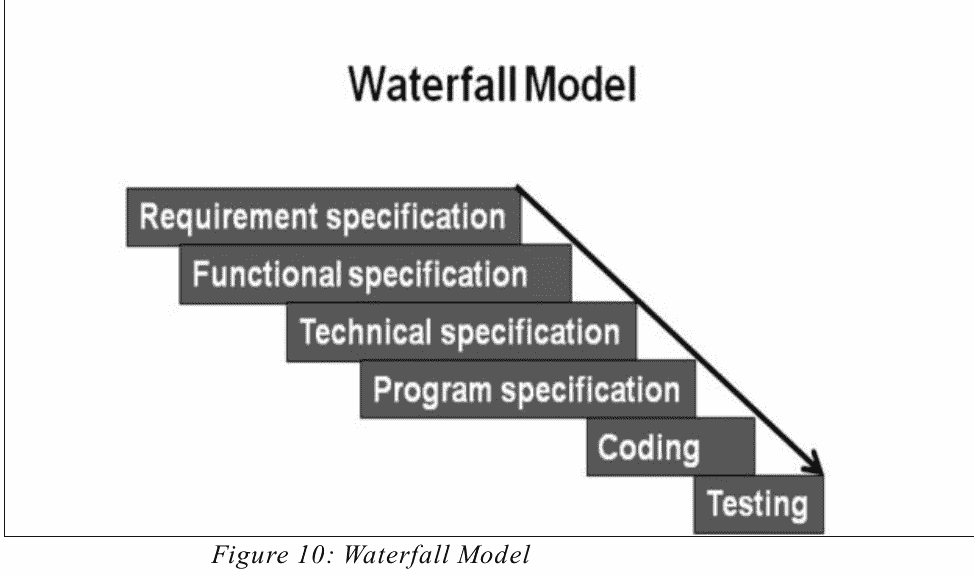 Waterfall Model
Requirement specification
Functional specification
Technical specification
Program specification
Coding
Testing
Figure 10: Waterfall Model